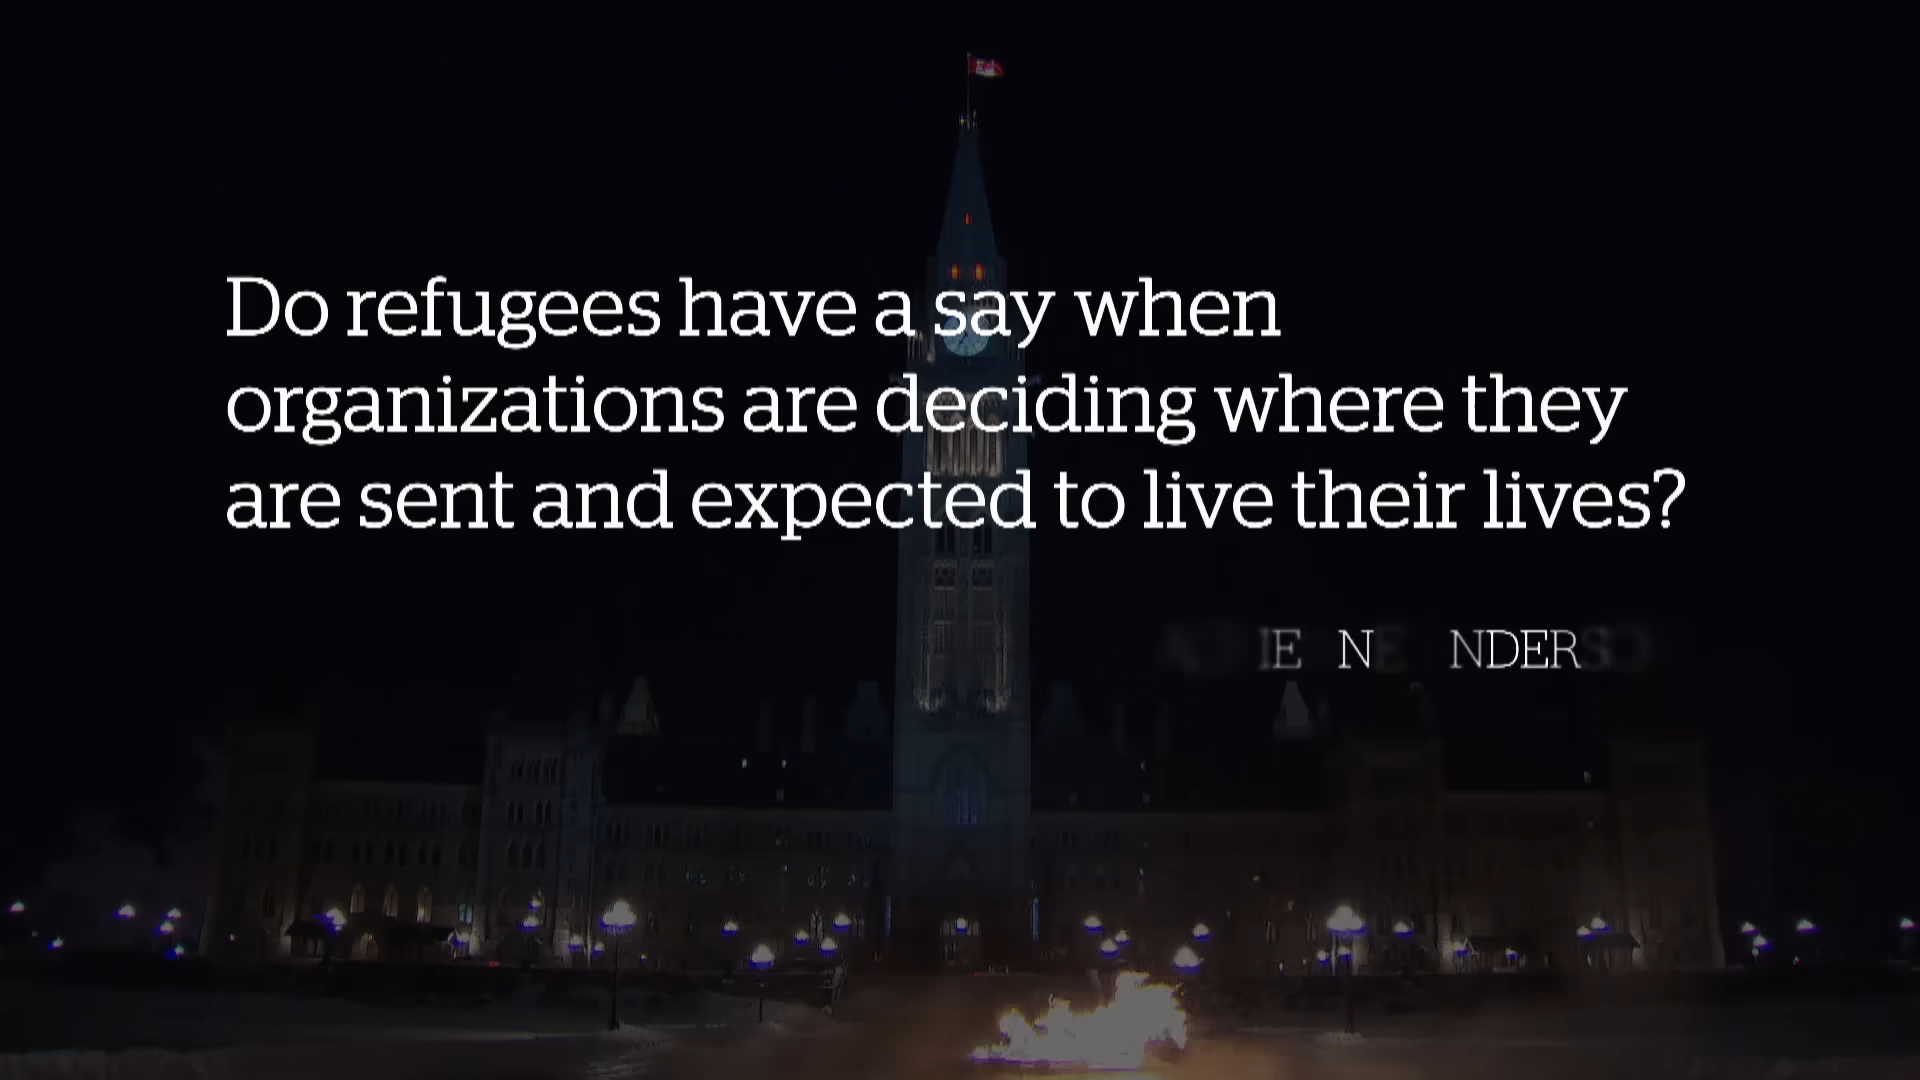 Do refugees have a say when
organizations are deciding where they
are sent and expected to live their lives?